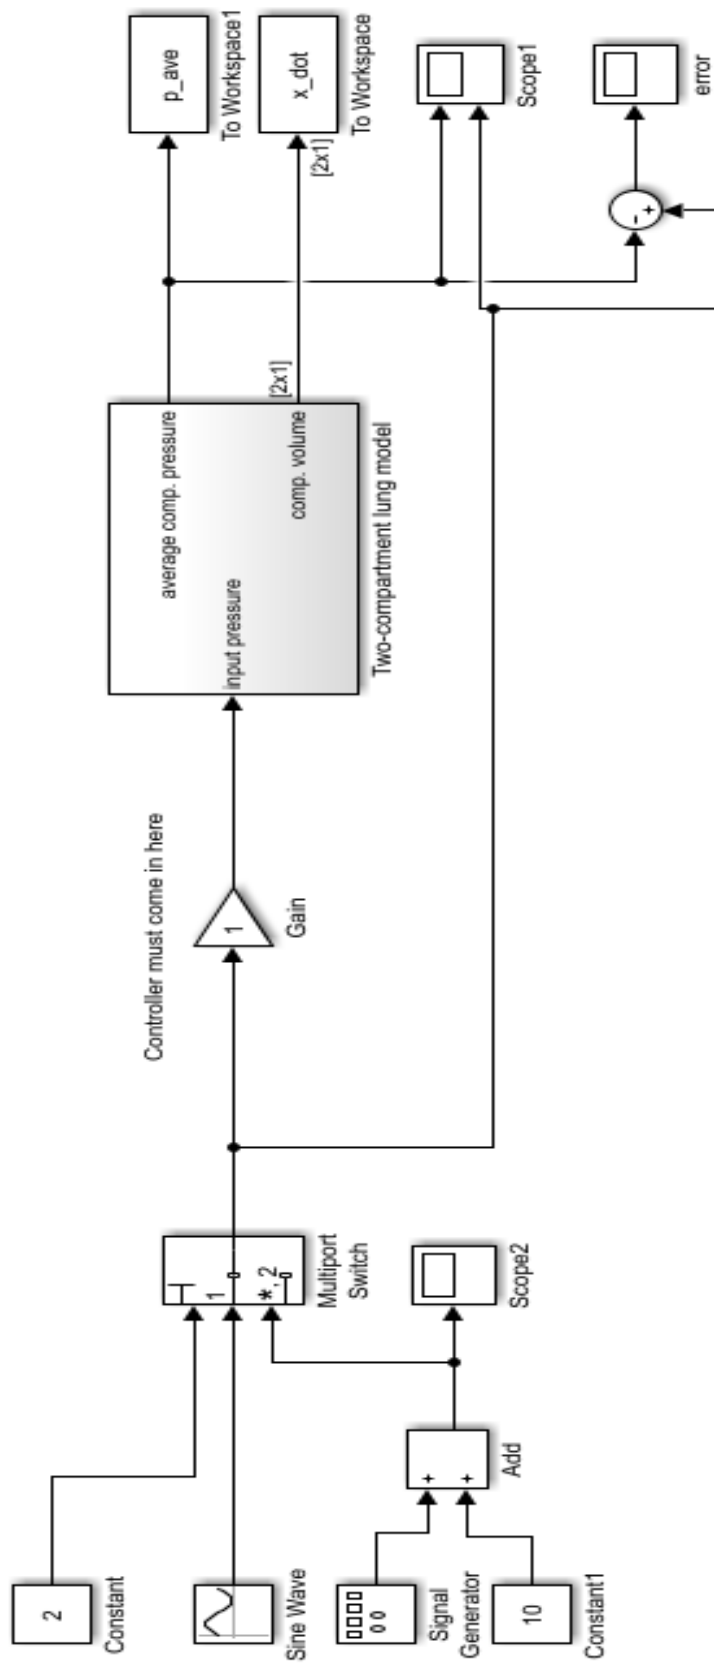 2
Constant
Sine Wave
Signal
Generator
10
Constant1
+
+
Add
Scope2
1
*, 2
Multiport
Switch
Controller must come in here
1
Gain
input pressure
average comp. pressure
comp. volume
Two-compartment lung model
[2x1]
[2x1]
p_ave
To Workspace1
x_dot
To Workspace
Scope1
-
+
error